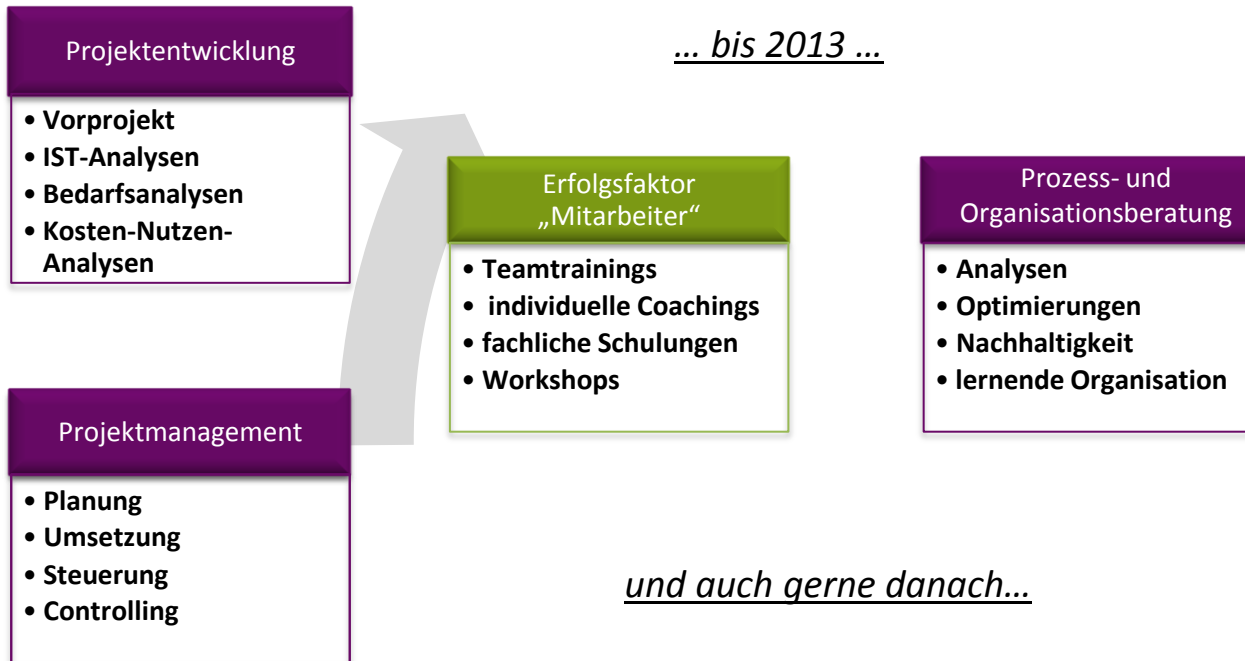 Projektentwicklung
• Vorprojekt
• IST-Analysen
• Bedarfsanalysen
• Kosten-Nutzen-
Analysen
… bis 2013 …
Erfolgsfaktor
„Mitarbeiter“
• Teamtrainings
• individuelle Coachings
• fachliche Schulungen
• Workshops
Prozess- und
Organisationsberatung
• Analysen
• Optimierungen
• Nachhaltigkeit
• lernende Organisation
Projektmanagement
• Planung
• Umsetzung
• Steuerung
• Controlling
und auch gerne danach…